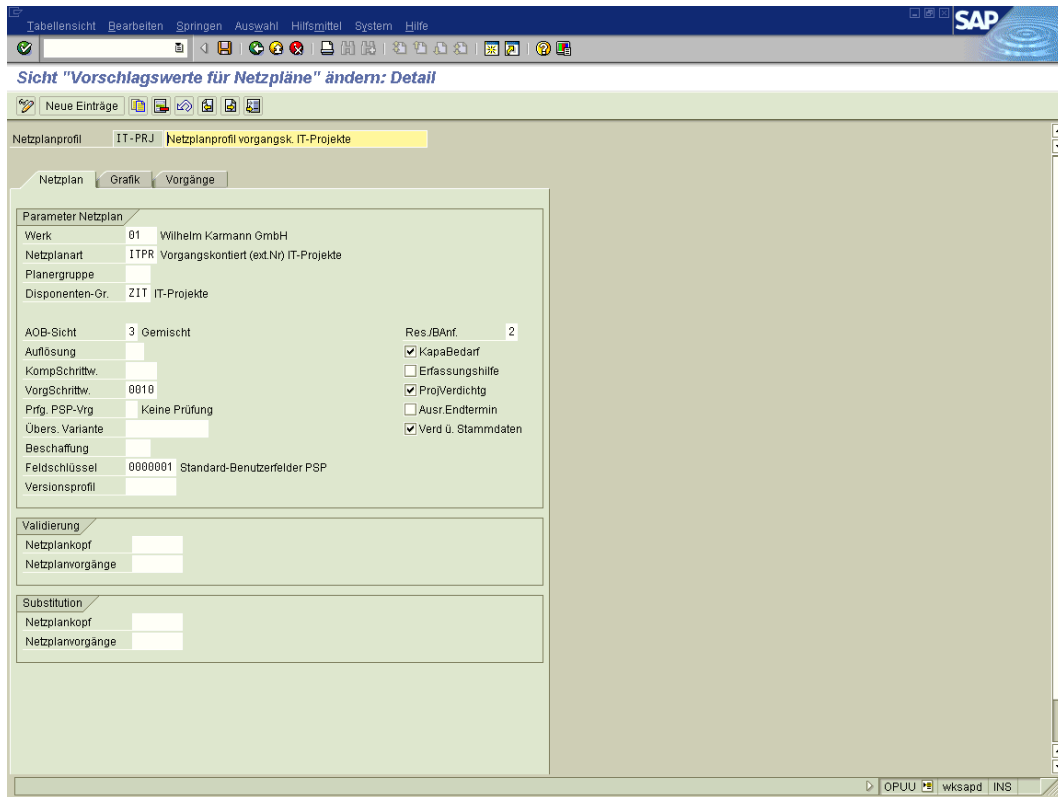 Tabellensicht Bearbeiten Springen Auswahl Hilfsmittel System Hilfe
SAP
Sicht "Vorschlagswerte für Netzpläne" ändern: Detail
Neue Einträge
Netzplanprofil IT-PRJ Netzplanprofil vorgangsk. IT-Projekte
Netzplan Grafik Vorgänge
Parameter Netzplan
Werk 01 Wilhelm Karmann GmbH
Netzplanart ITPR Vorgangskontiert (ext.Nr) IT-Projekte
Planergruppe
Disponenten-Gr. ZIT IT-Projekte
AOB-Sicht 3 Gemischt Res./BAnf. 2
Auflösung KapaBedarf
KompSchrittw. Erfassungshilfe
VorgSchrittw. 0010 ProjVerdichtg
Prfg. PSP-Vrg Keine Prüfung Ausr.Endtermin
Übers. Variante Verd ü. Stammdaten
Beschaffung
Feldschlüssel 0000001 Standard-Benutzerfelder PSP
Versionsprofil
Validierung
Netzplankopf
Netzplanvorgänge
Substitution
Netzplankopf
Netzplanvorgänge
OPUU wksapd INS